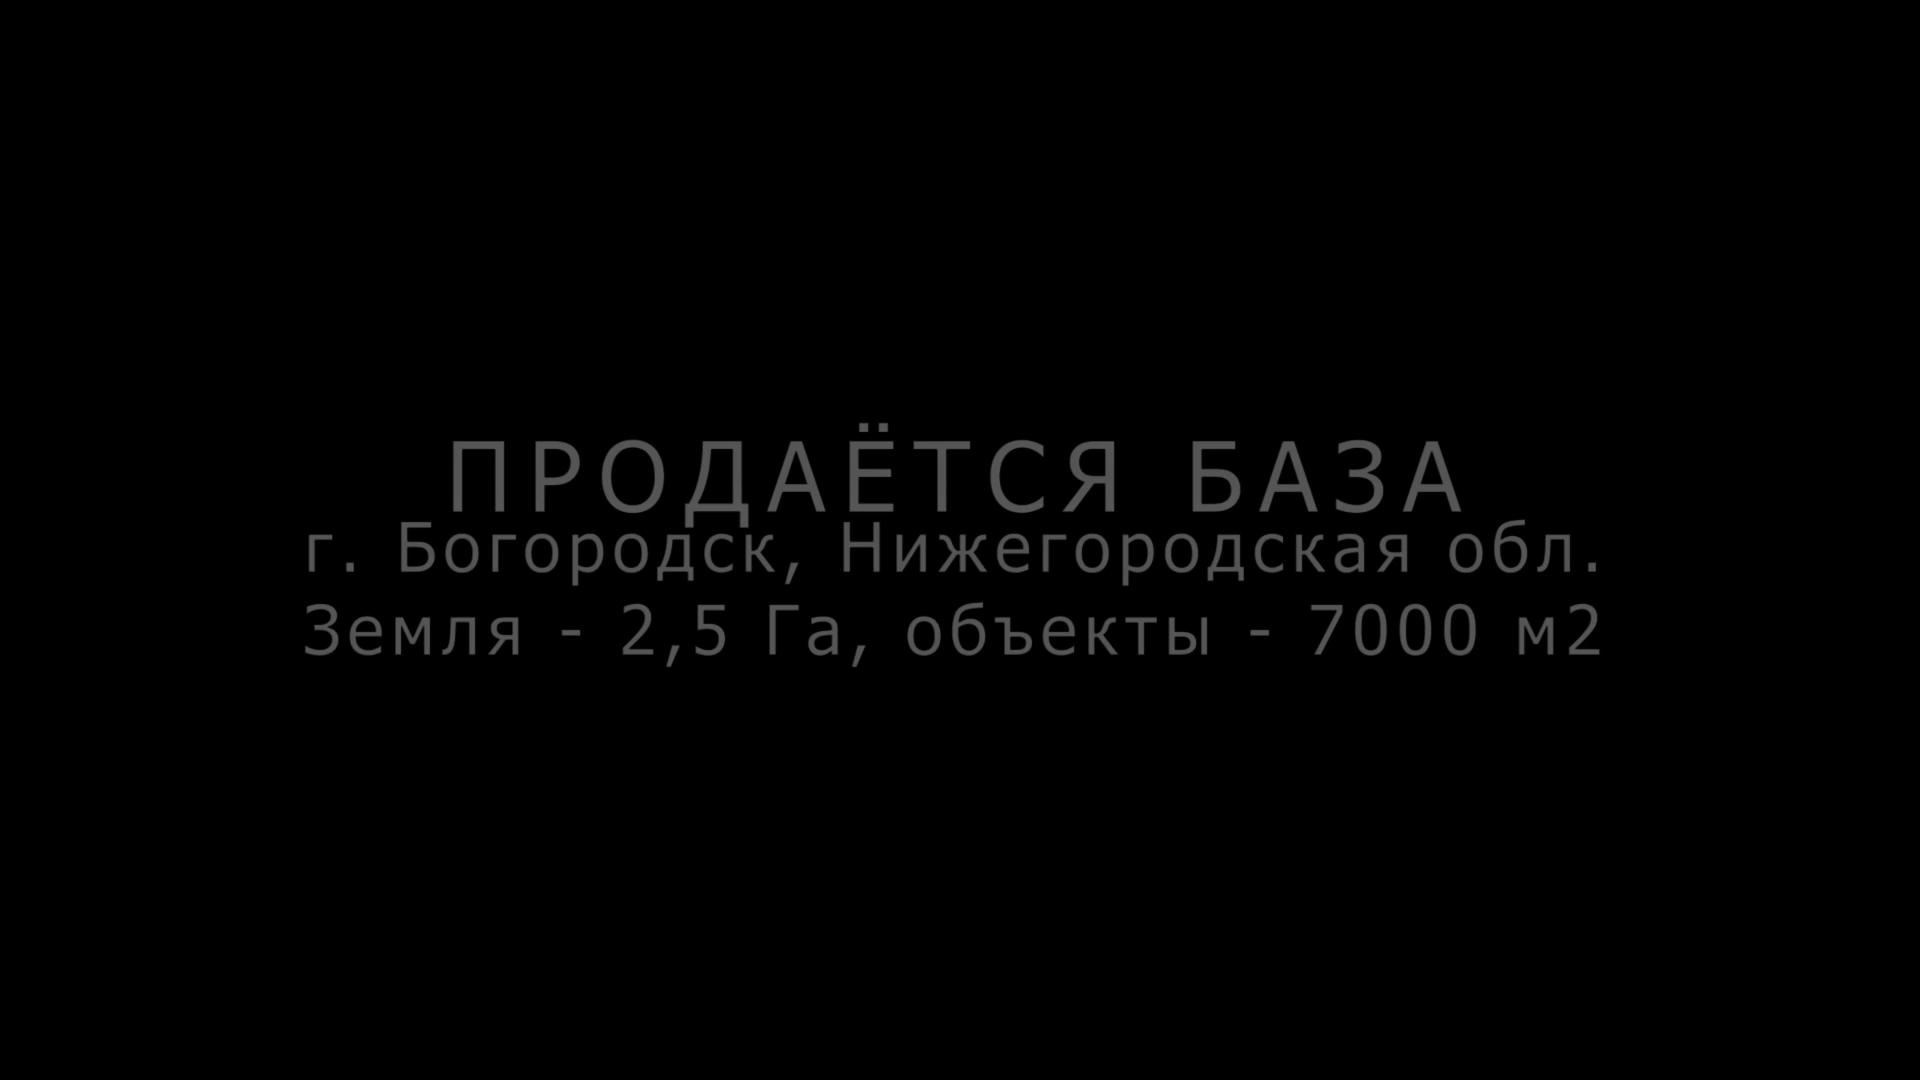 ПРОДАЁТСЯ БАЗА
г. Богородск, Нижегородская обл.
Земля - 2,5 Га, объекты - 7000 м2